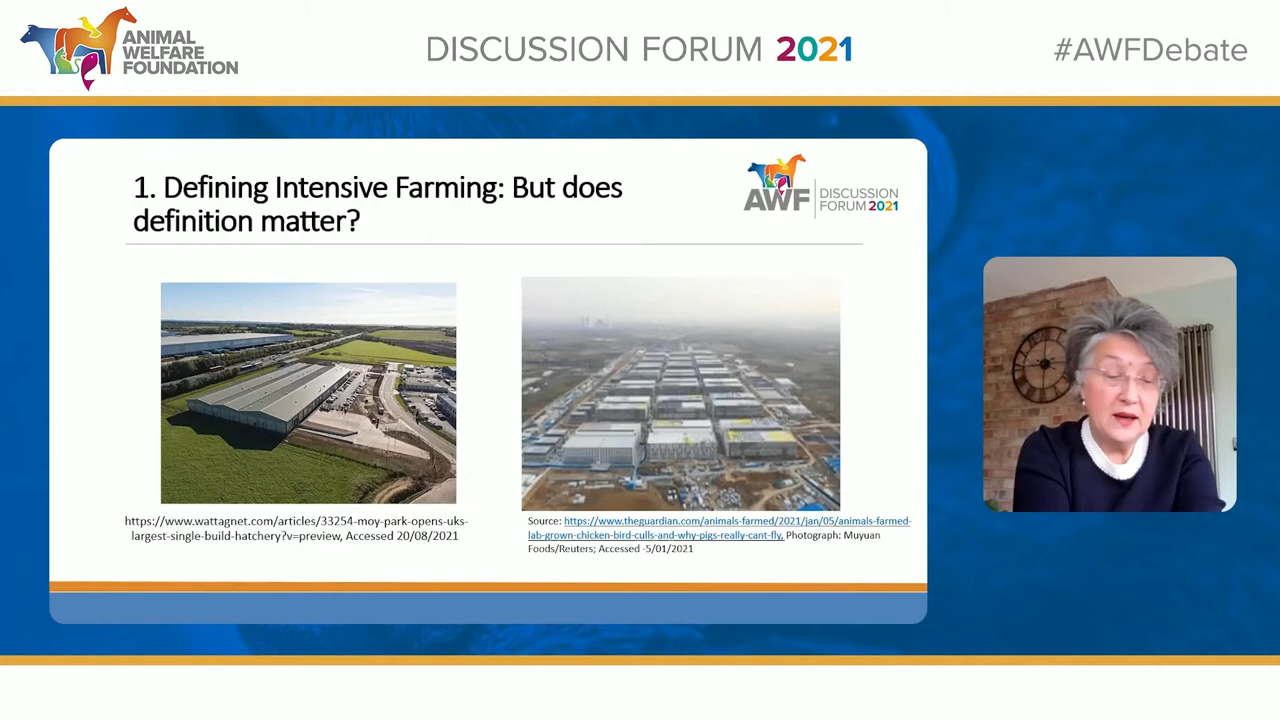 ANIMAL
WELFARE
FOUNDATION
DISCUSSION FORUM 2021
#AWFDebate
1. Defining Intensive Farming: But does
definition matter?
AWF
DISCUSSION
FORUM 2021
https://www.wattagnet.com/articles/33254-moy-park-opens-uks-
largest-single-build-hatchery?v=preview, Accessed 20/08/2021
Source: https://www.theguardian.com/animals-farmed/2021/jan/05/animals-farmed-
lab-grown-chicken-bird-culls-and-why-pigs-really-cant-fly, Photograph: Muyuan
Foods/Reuters; Accessed -5/01/2021